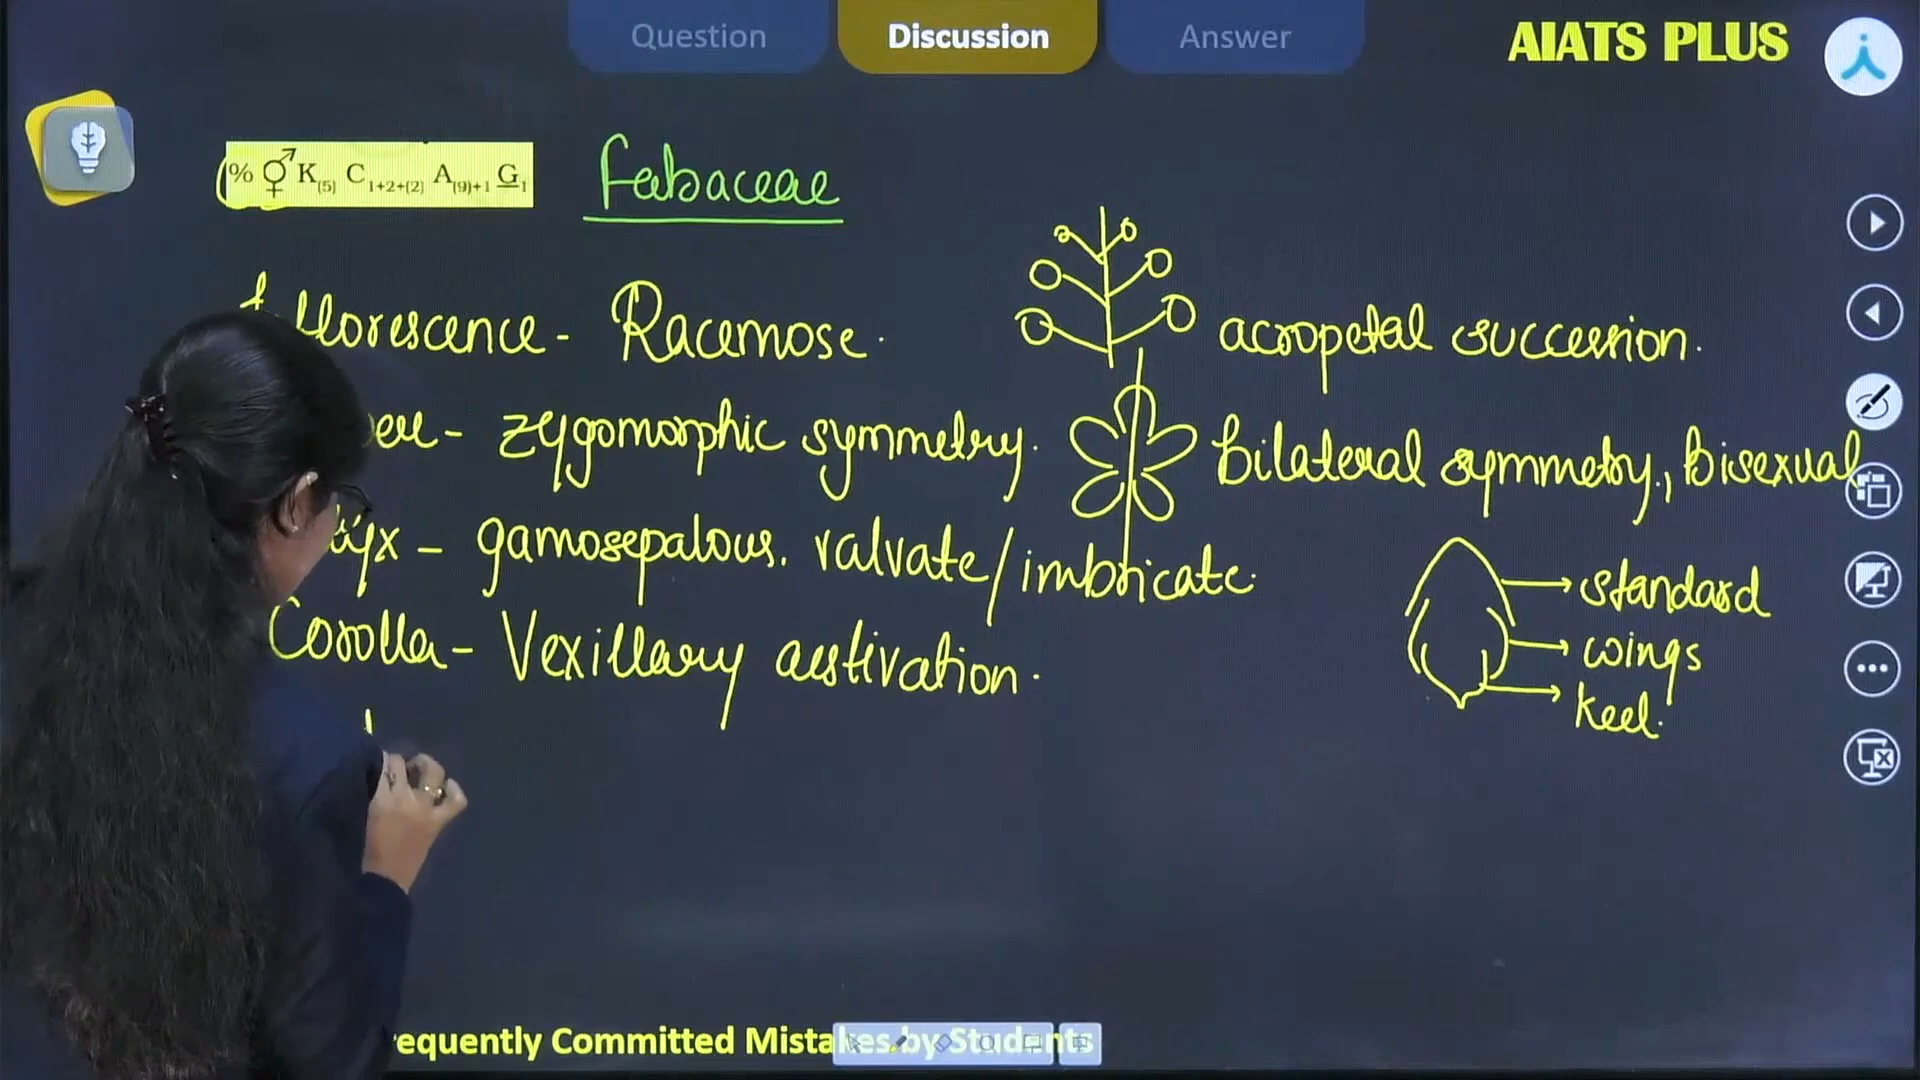 Question Discussion Answer AIATS PLUS
% ⚥ K(5) C1+2+(2) A(9)+1 G1 Fabaceae
Racemose. acropetal succession.
zygomorphic symmetry. bilateral symmetry, bisexual
gamosepalous. valvate/imbricate.
Corolla - Vexillary aestivation.
standard
wings
keel.
equently Committed Mistakes by Students